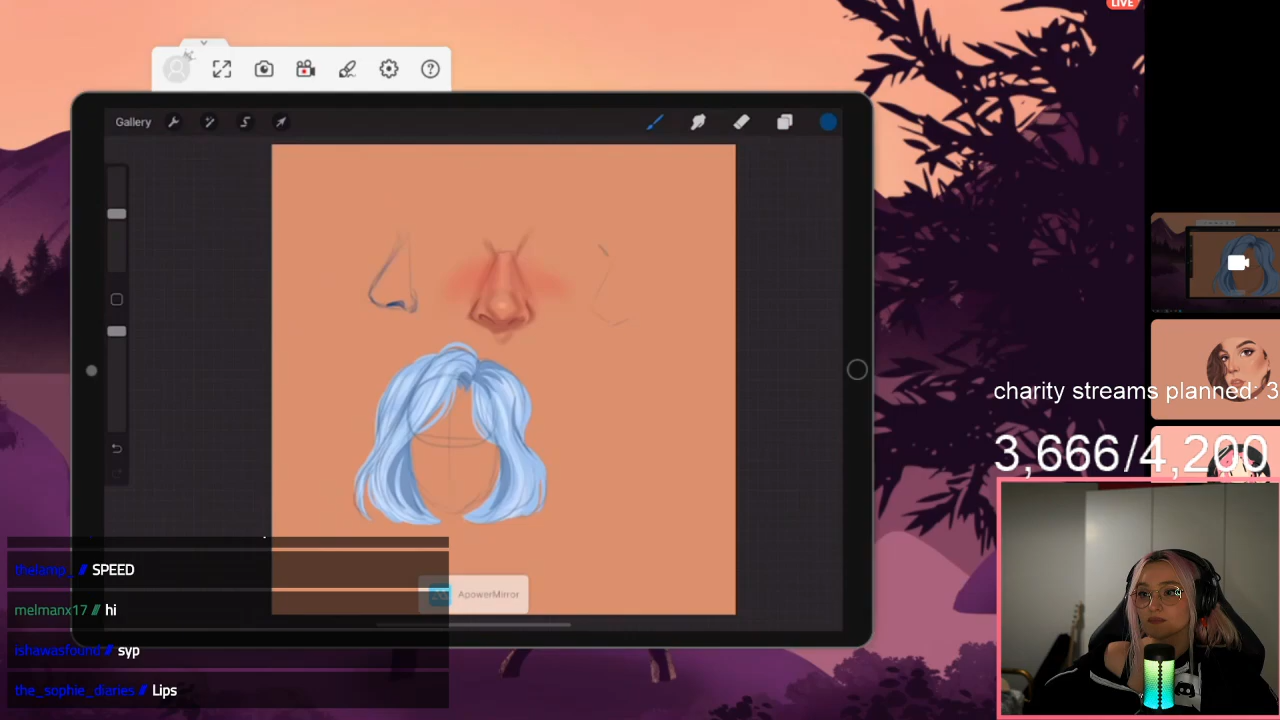 LIVE
Gallery
charity streams planned: 3
3,666/4,200
thelamp_ // SPEED
ApowerMirror
melmanx17 // hi
ishawasfound // syp
the_sophie_diaries // Lips